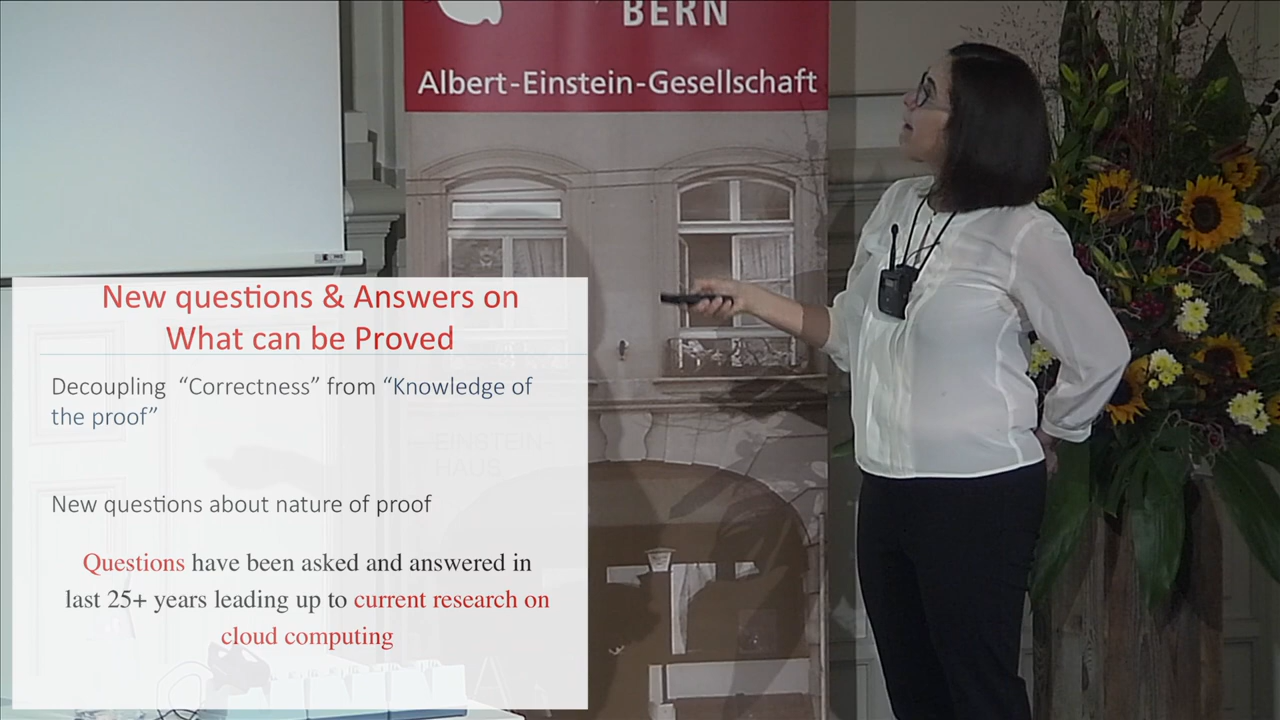 BERN
Albert-Einstein-Gesellschaft
New questions & Answers on
What can be Proved
Decoupling “Correctness” from “Knowledge of
the proof”
EINSTEIN-
HAUS
New questions about nature of proof
Questions have been asked and answered in
last 25+ years leading up to current research on
cloud computing